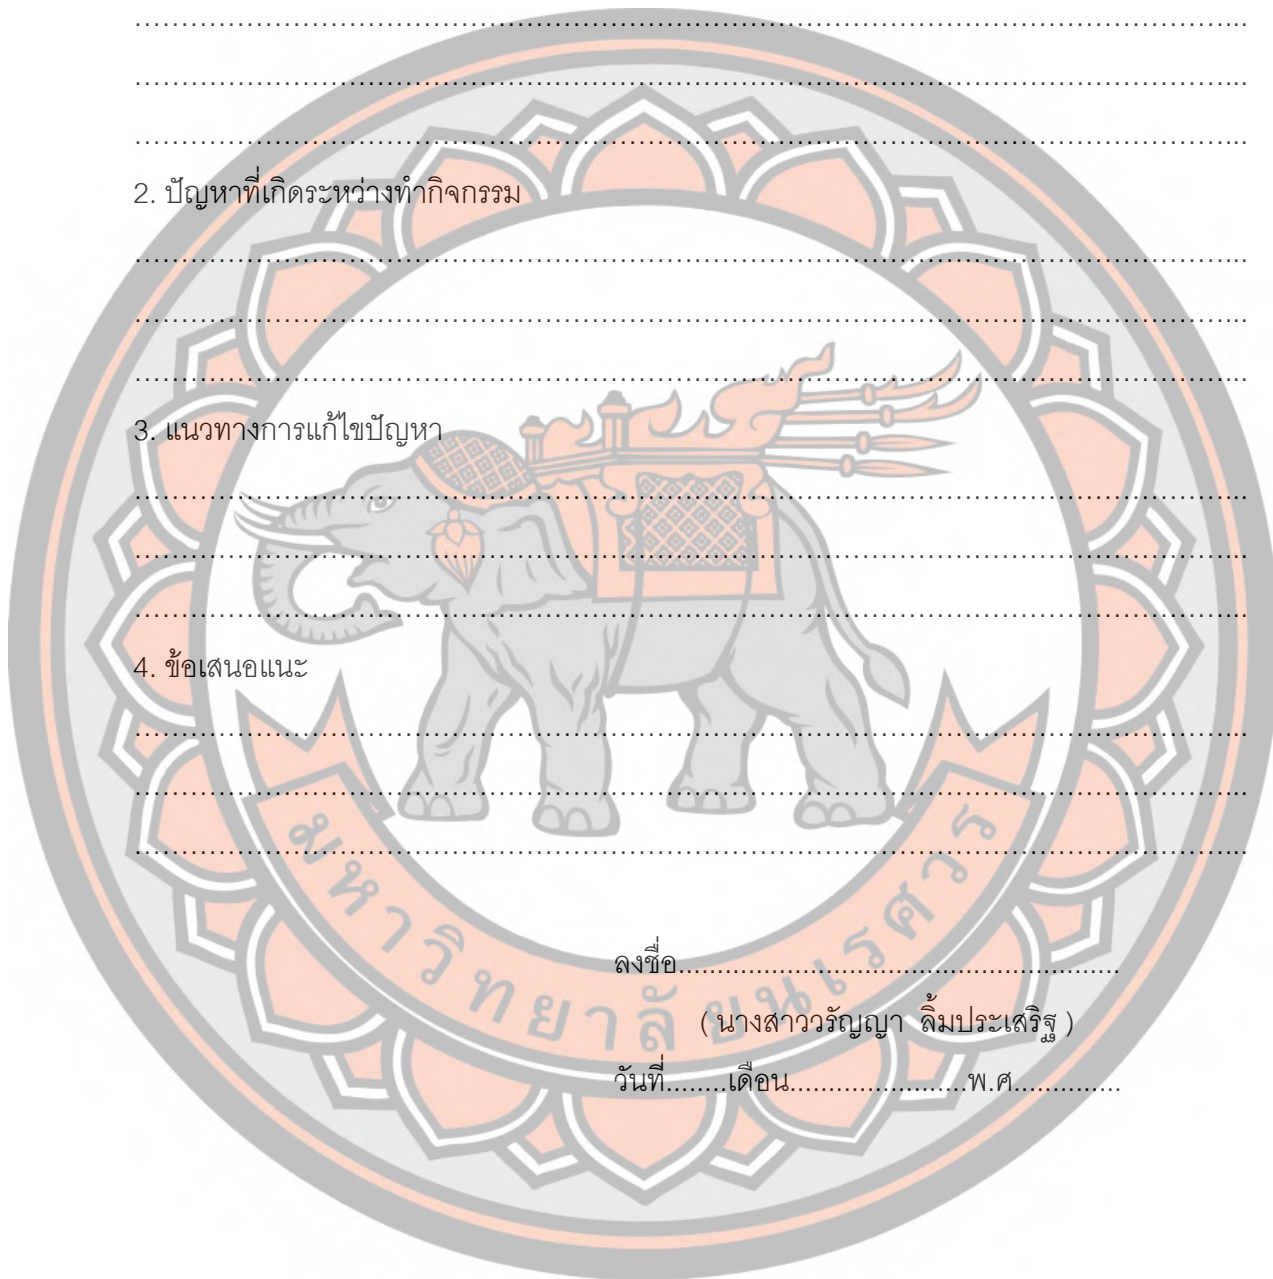 ……………………………………………………………………………………………………………………...
……………………………………………………………………………………………………………………...
……………………………………………………………………………………………………………………...
2. ปัญหาที่เกิดระหว่างทำกิจกรรม
……………………………………………………………………………………………………………………...
……………………………………………………………………………………………………………………...
……………………………………………………………………………………………………………………...
3. แนวทางการแก้ไขปัญหา
……………………………………………………………………………………………………………………...
……………………………………………………………………………………………………………………...
……………………………………………………………………………………………………………………...
4. ข้อเสนอแนะ
……………………………………………………………………………………………………………………...
……………………………………………………………………………………………………………………...
……………………………………………………………………………………………………………………...
มหาวิทยาลัยนเรศวร
ลงชื่อ.........................................................
( นางสาววรัญญา ลิ้มประเสริฐ )
วันที่........เดือน.......................พ.ศ..............